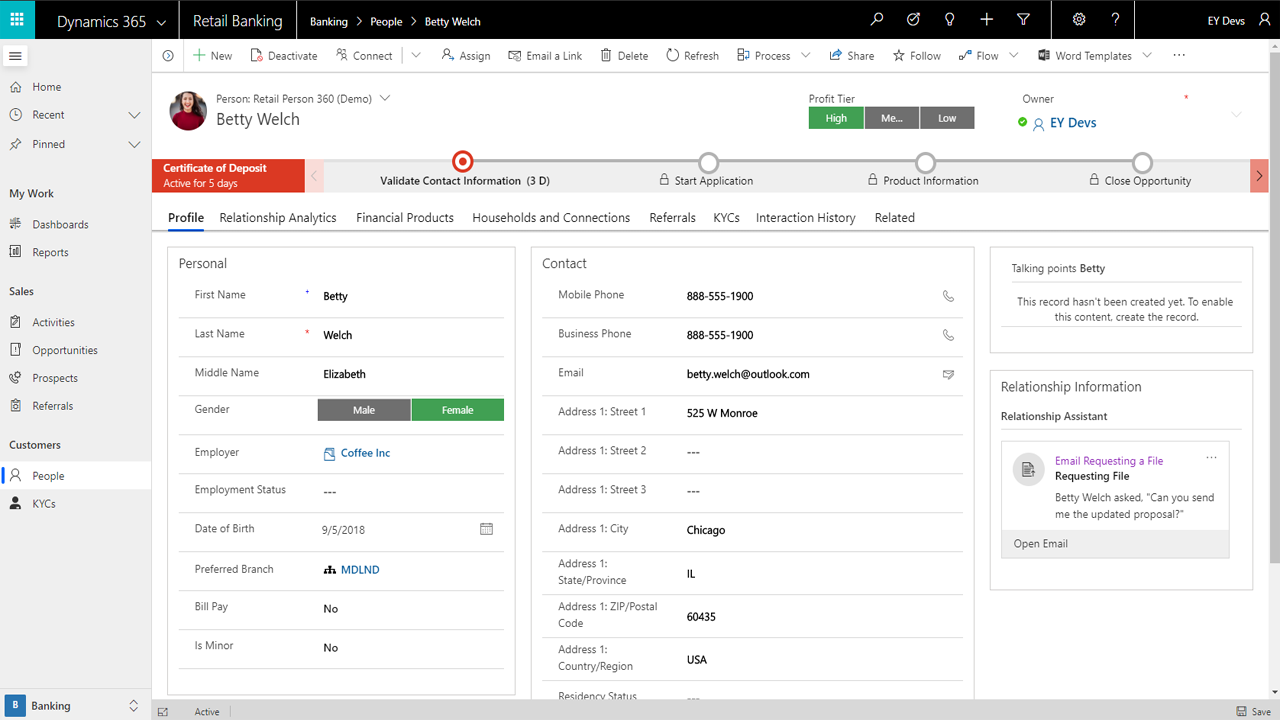 Dynamics 365
Retail Banking
Banking > People > Betty Welch
EY Devs
New
Deactivate
Connect
Assign
Email a Link
Delete
Refresh
Process
Share
Follow
Flow
Word Templates
Home
Recent
Pinned
My Work
Dashboards
Reports
Sales
Activities
Opportunities
Prospects
Referrals
Customers
People
KYCs
B Banking
Person: Retail Person 360 (Demo)
Betty Welch
Profit Tier
High Me... Low
Owner *
EY Devs
Certificate of Deposit
Active for 5 days
Validate Contact Information (3 D)
Start Application
Product Information
Close Opportunity
Profile
Relationship Analytics
Financial Products
Households and Connections
Referrals
KYCs
Interaction History
Related
Personal
First Name + Betty
Last Name * Welch
Middle Name Elizabeth
Gender Male Female
Employer Coffee Inc
Employment Status ---
Date of Birth 9/5/2018
Preferred Branch MDLND
Bill Pay No
Is Minor No
Contact
Mobile Phone 888-555-1900
Business Phone 888-555-1900
Email betty.welch@outlook.com
Address 1: Street 1 525 W Monroe
Address 1: Street 2 ---
Address 1: Street 3 ---
Address 1: City Chicago
Address 1:
State/Province IL
Address 1: ZIP/Postal
Code 60435
Address 1:
Country/Region USA
Residency Status ---
Talking points Betty
This record hasn't been created yet. To enable
this content, create the record.
Relationship Information
Relationship Assistant
Email Requesting a File
Requesting File
Betty Welch asked, "Can you send
me the updated proposal?"
Open Email
Active
Save